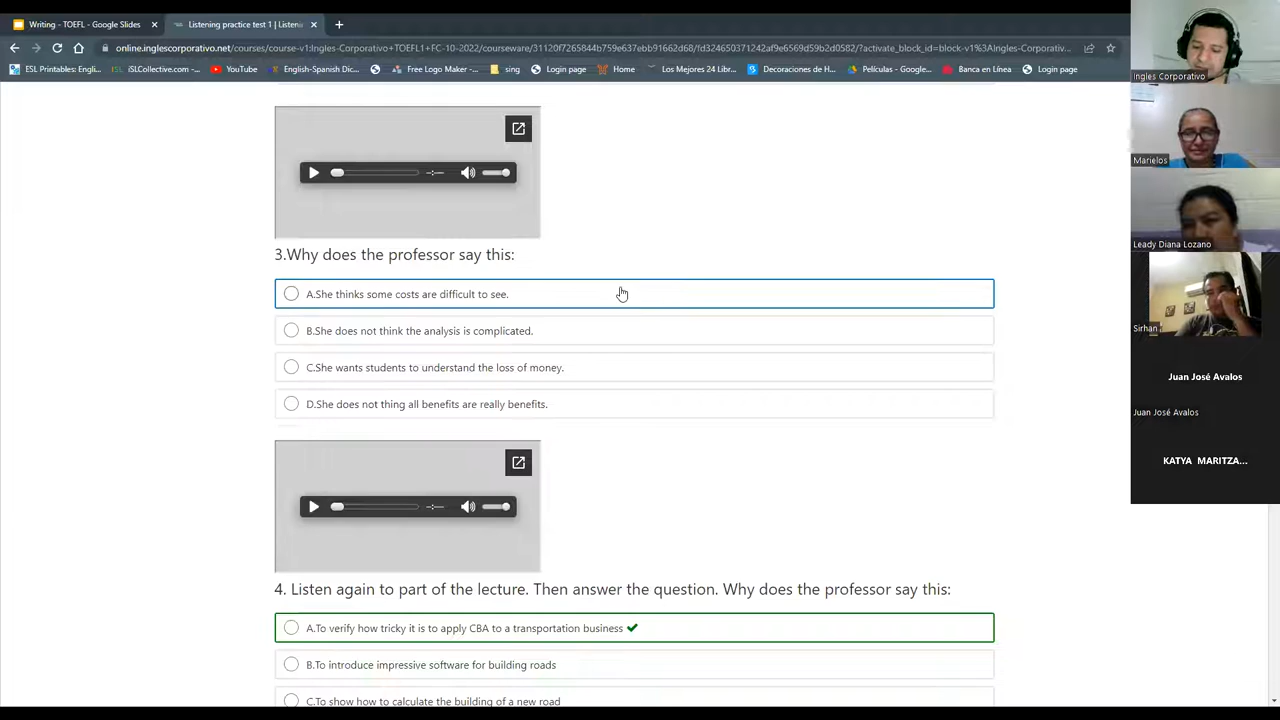 Writing - TOEFL - Google Slides
Listening practice test 1 | Listeni
online.inglescorporativo.net/courses/course-v1:Ingles-Corporativo+TOEFL1+FC-10-2022/courseware/31120f7265844b759e637ebb91662d68/fd324650371242af9e6569d59b2d0582/?activate_block_id=block-v1%3AIngles-Corporativ...
ESL Printables: Engli...
iSLCollective.com -...
YouTube
English-Spanish Dic...
Free Logo Maker -...
sing
Login page
Home
Los Mejores 24 Libr...
Decoraciones de H...
Películas - Google...
Banca en Línea
Login page
3.Why does the professor say this:
A.She thinks some costs are difficult to see.
B.She does not think the analysis is complicated.
C.She wants students to understand the loss of money.
D.She does not thing all benefits are really benefits.
4. Listen again to part of the lecture. Then answer the question. Why does the professor say this:
A.To verify how tricky it is to apply CBA to a transportation business
B.To introduce impressive software for building roads
C.To show how to calculate the building of a new road
Ingles Corporativo
Marielos
Leady Diana Lozano
Sirhan
Juan José Avalos
Juan José Avalos
KATYA MARITZA...